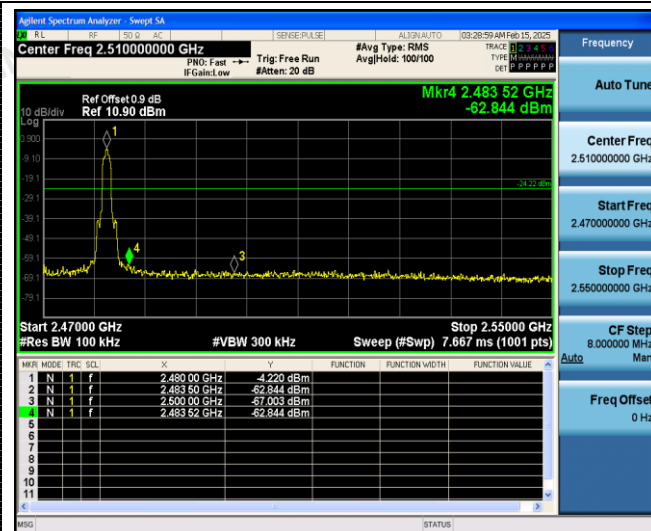 Agilent Spectrum Analyzer - Swept SA
RL RF 50 Ω AC SENSE:PULSE ALIGN AUTO 03:28:59 AM Feb 15, 2025
Center Freq 2.510000000 GHz
PNO: Fast
IFGain:Low
Trig: Free Run
#Atten: 20 dB
#Avg Type: RMS
Avg|Hold: 100/100
TRACE 1 2 3 4 5 6
TYPE M
DET P P P P P P
Ref Offset 0.9 dB
10 dB/div Ref 10.90 dBm
Log
Mkr4 2.483 52 GHz
-62.844 dBm
0.900
-9.10
-19.1
-29.1
-39.1
-49.1
-59.1
-69.1
-79.1
-24.22 dBm
1
4
3
Start 2.47000 GHz Stop 2.55000 GHz
#Res BW 100 kHz #VBW 300 kHz Sweep (#Swp) 7.667 ms (1001 pts)
MKR MODE TRC SCL X Y FUNCTION FUNCTION WIDTH FUNCTION VALUE
1 N 1 f 2.480 00 GHz -4.220 dBm
2 N 1 f 2.483 50 GHz -62.844 dBm
3 N 1 f 2.500 00 GHz -67.003 dBm
4 N 1 f 2.483 52 GHz -62.844 dBm
5
6
7
8
9
10
11
MSG STATUS
Frequency
Auto Tune
Center Freq
2.510000000 GHz
Start Freq
2.470000000 GHz
Stop Freq
2.550000000 GHz
CF Step
8.000000 MHz
Auto Man
Freq Offset
0 Hz